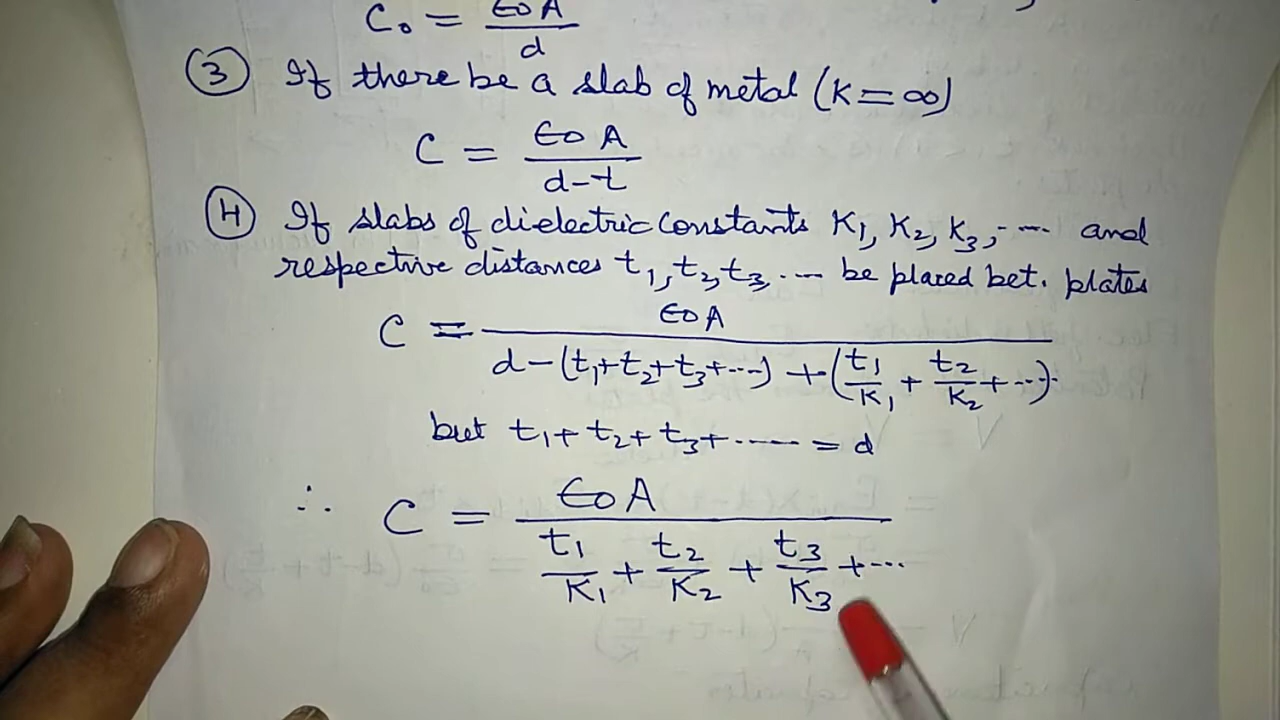 C₀ = ε₀A / d
③ If there be a slab of metal (K = ∞)
C = ε₀ A / d-t
④ If slabs of dielectric constants K₁, K₂, K₃, ---- and
respective distances t₁, t₂, t₃, ---- be placed bet. plates
C = ε₀A / d-(t₁+t₂+t₃+----) + (t₁/K₁ + t₂/K₂ + ----)
but t₁+t₂+t₃+------ = d
∴ C = ε₀ A / t₁/K₁ + t₂/K₂ + t₃/K₃ + ----